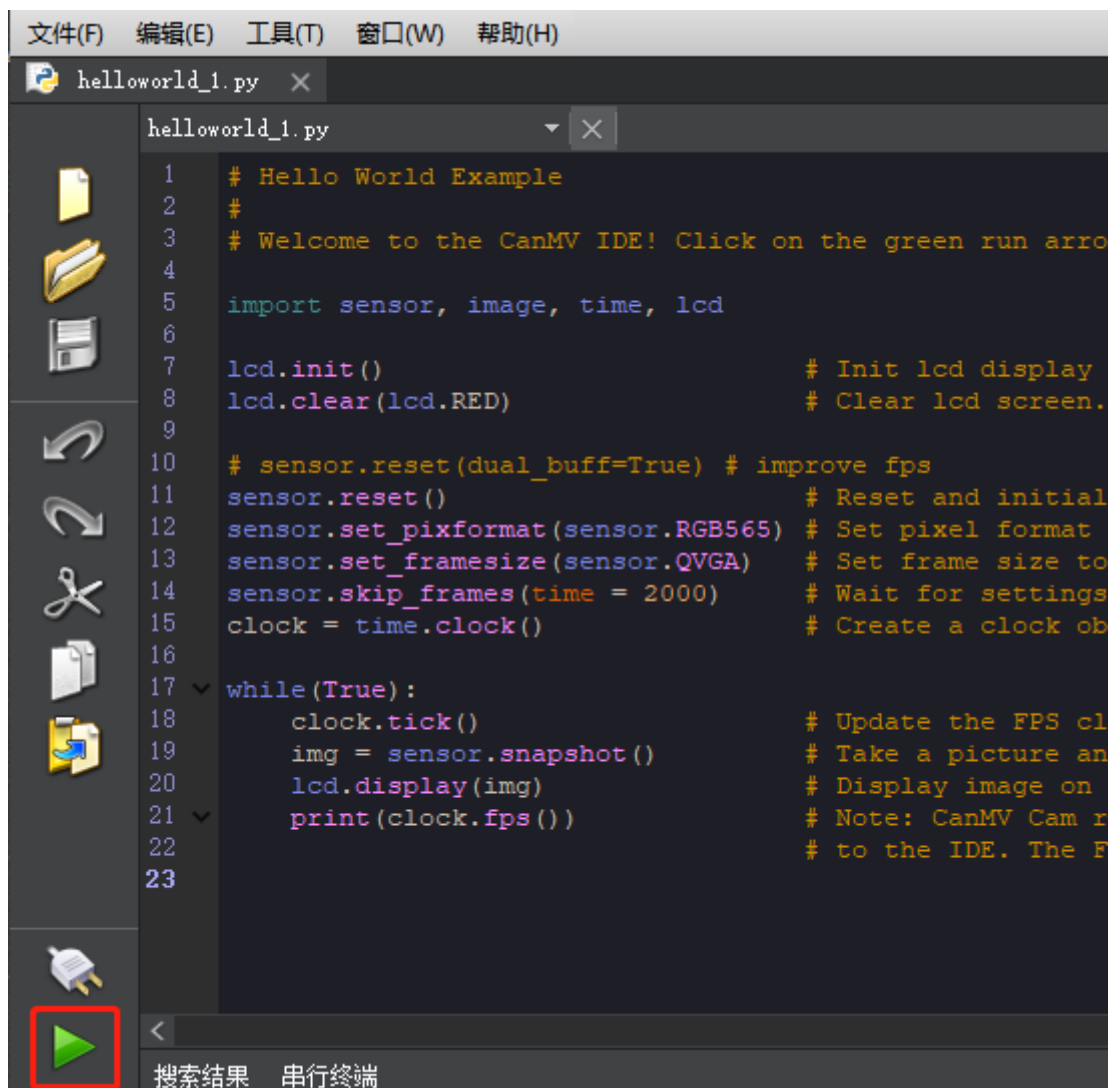 文件(F) 编辑(E) 工具(T) 窗口(W) 帮助(H)
helloworld_1.py
helloworld_1.py
1 # Hello World Example
2 #
3 # Welcome to the CanMV IDE! Click on the green run arro
4
5 import sensor, image, time, lcd
6
7 lcd.init() # Init lcd display
8 lcd.clear(lcd.RED) # Clear lcd screen.
9
10 # sensor.reset(dual_buff=True) # improve fps
11 sensor.reset() # Reset and initial
12 sensor.set_pixformat(sensor.RGB565) # Set pixel format
13 sensor.set_framesize(sensor.QVGA) # Set frame size to
14 sensor.skip_frames(time = 2000) # Wait for settings
15 clock = time.clock() # Create a clock ob
16
17 while(True):
18 clock.tick() # Update the FPS cl
19 img = sensor.snapshot() # Take a picture an
20 lcd.display(img) # Display image on
21 print(clock.fps()) # Note: CanMV Cam r
22 # to the IDE. The F
23
搜索结果 串行终端